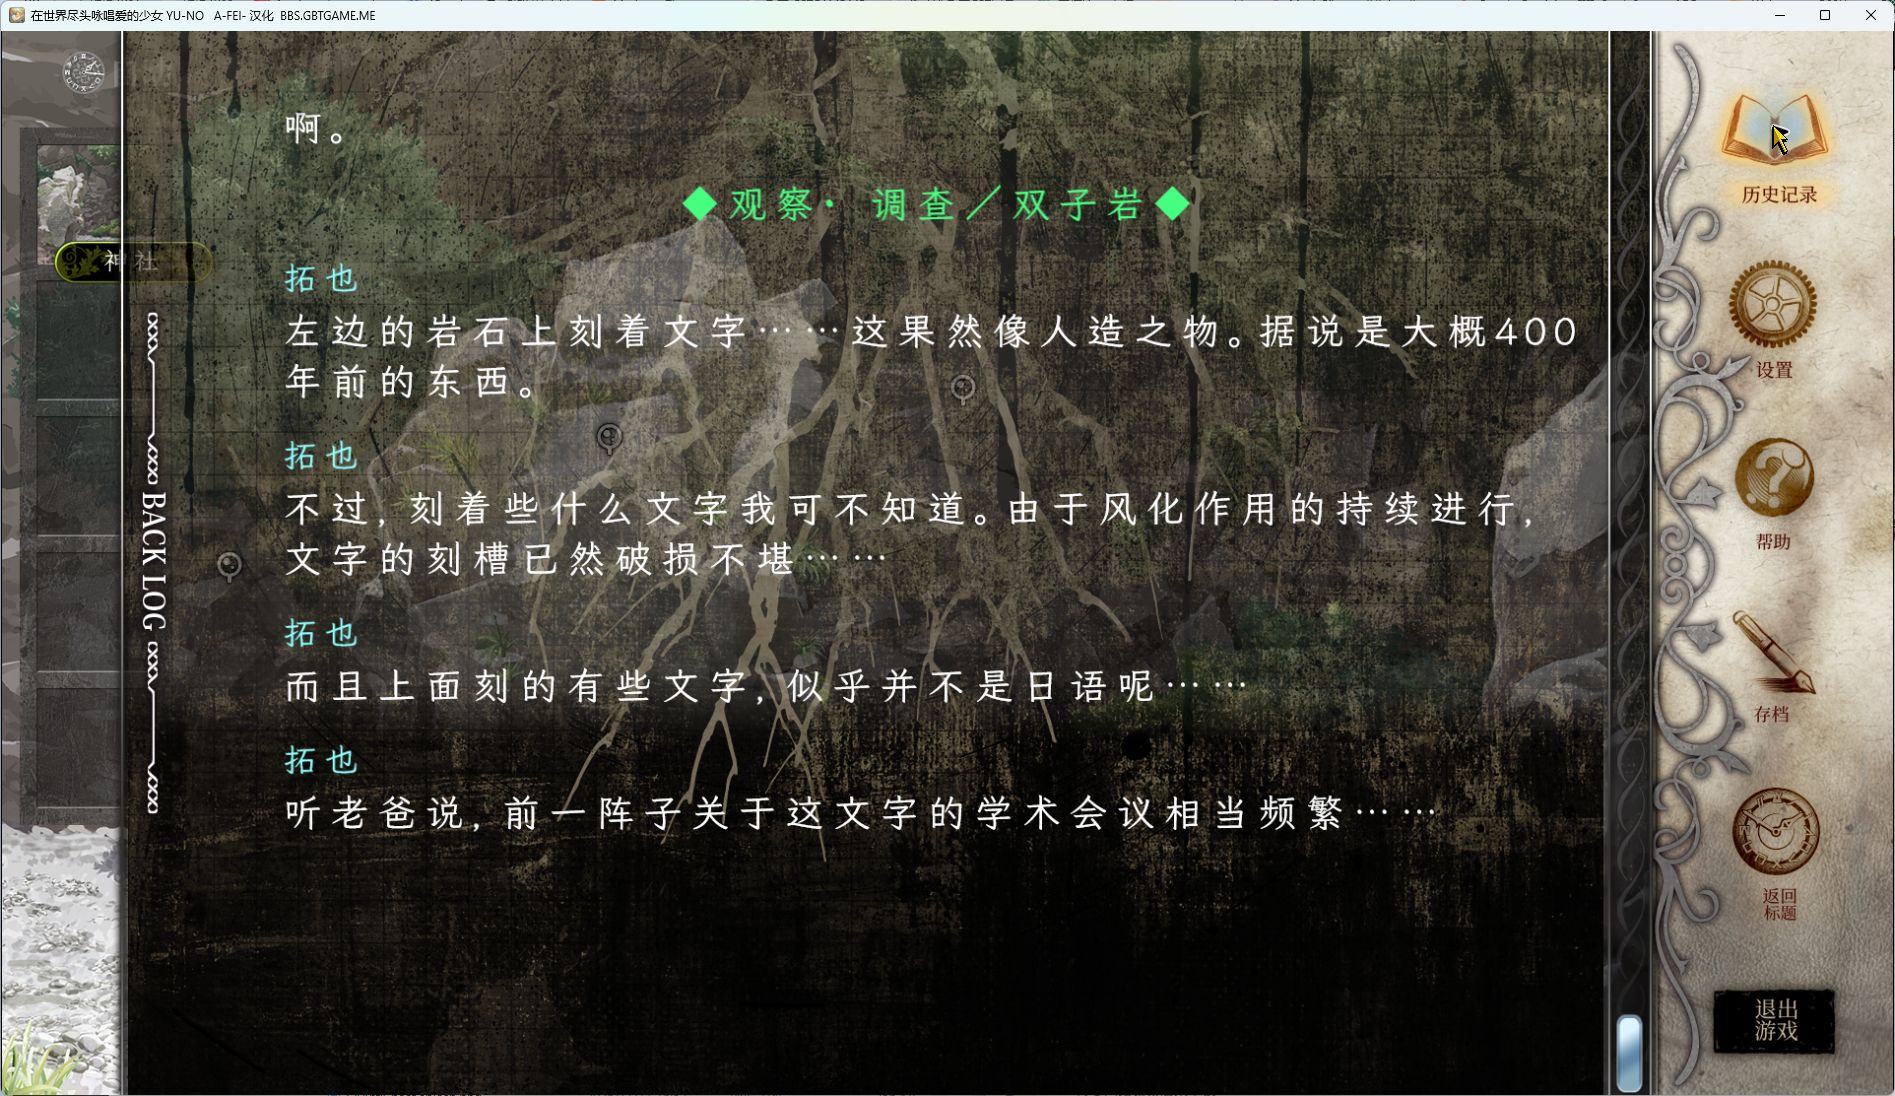 在世界尽头咏唱爱的少女 YU-NO A-FEI- 汉化 BBS.GBTGAME.ME
神社
BACK LOG
啊。
◆观察· 调查／双子岩◆
拓也
左边的岩石上刻着文字……这果然像人造之物。据说是大概400
年前的东西。
拓也
不过,刻着些什么文字我可不知道。由于风化作用的持续进行,
文字的刻槽已然破损不堪……
拓也
而且上面刻的有些文字,似乎并不是日语呢……
拓也
听老爸说,前一阵子关于这文字的学术会议相当频繁……
历史记录
设置
帮助
存档
返回
标题
退出
游戏